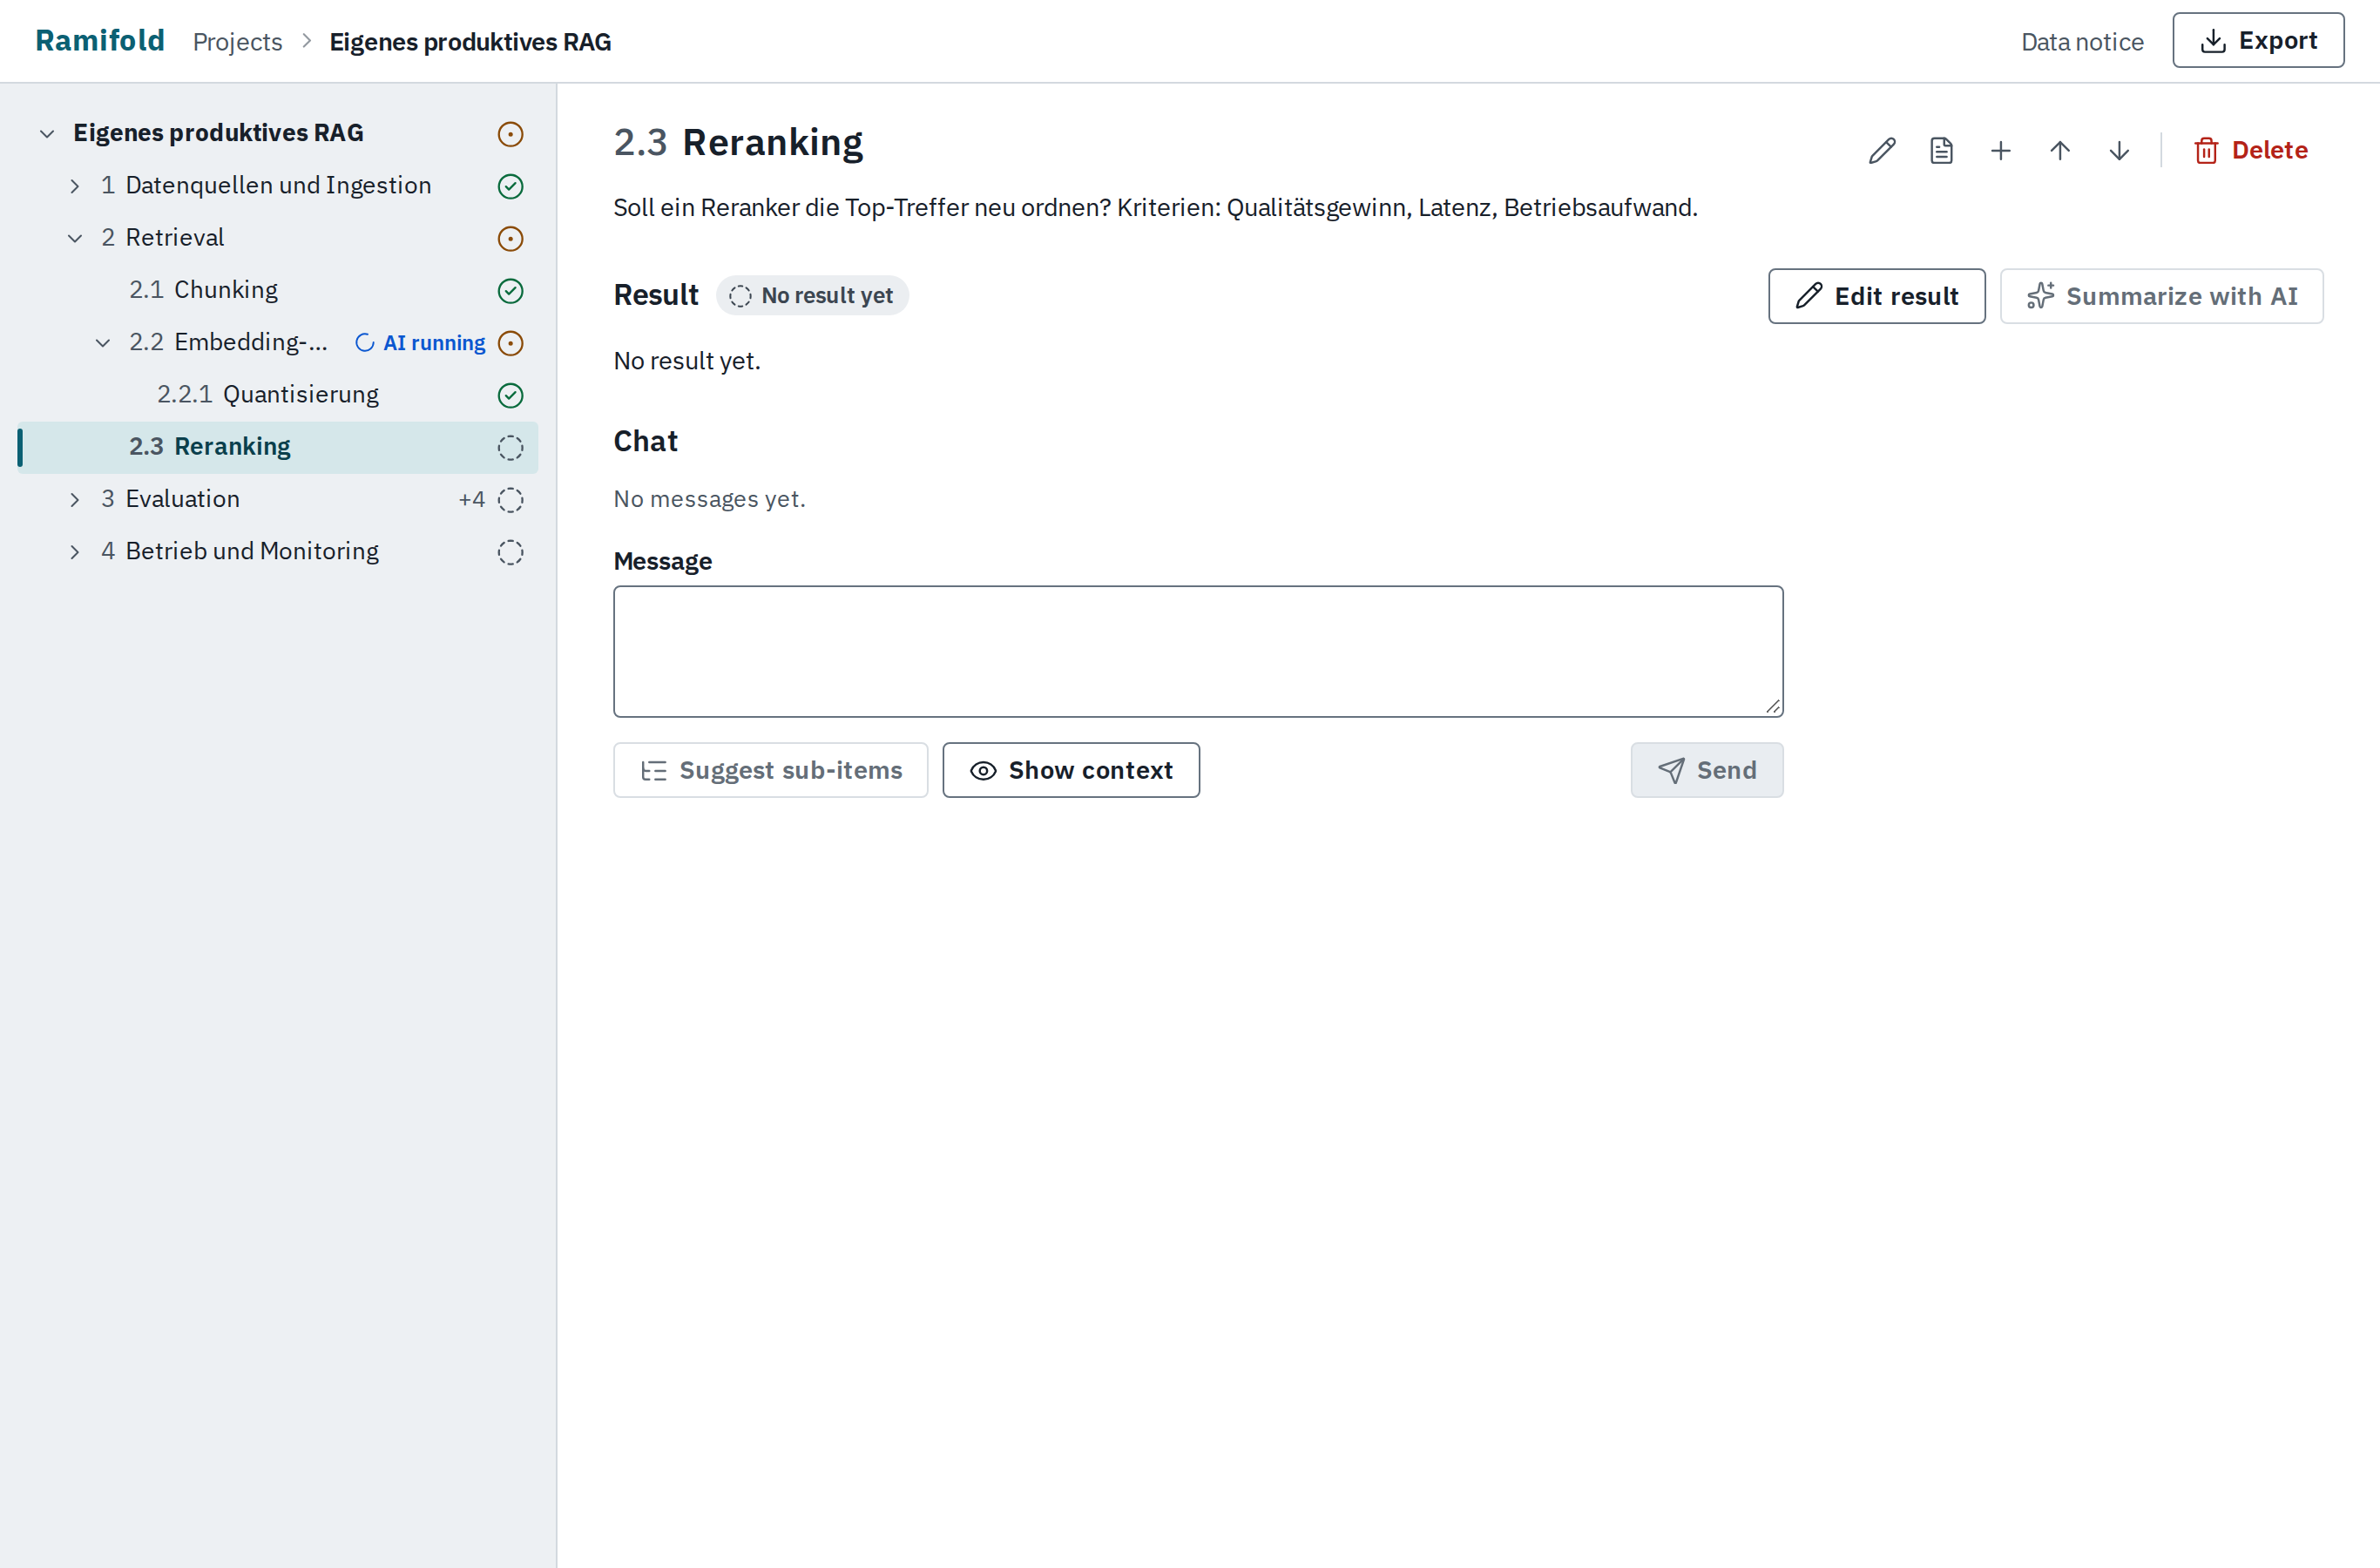 Ramifold Projects Eigenes produktives RAG Data notice Export
Eigenes produktives RAG
1 Datenquellen und Ingestion
2 Retrieval
2.1 Chunking
2.2 Embedding-... AI running
2.2.1 Quantisierung
2.3 Reranking
3 Evaluation +4
4 Betrieb und Monitoring
2.3 Reranking Delete
Soll ein Reranker die Top-Treffer neu ordnen? Kriterien: Qualitätsgewinn, Latenz, Betriebsaufwand.
Result No result yet Edit result Summarize with AI
No result yet.
Chat
No messages yet.
Message
Suggest sub-items Show context Send